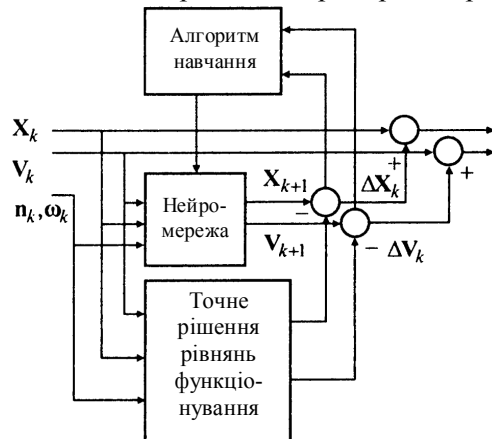 Алгоритм
навчання
X_k
V_k
n_k,ω_k
Нейро-
мережа
X_{k+1}
V_{k+1}
ΔX_k
ΔV_k
+
+
−
−
Точне
рішення
рівнянь
функціо-
нування